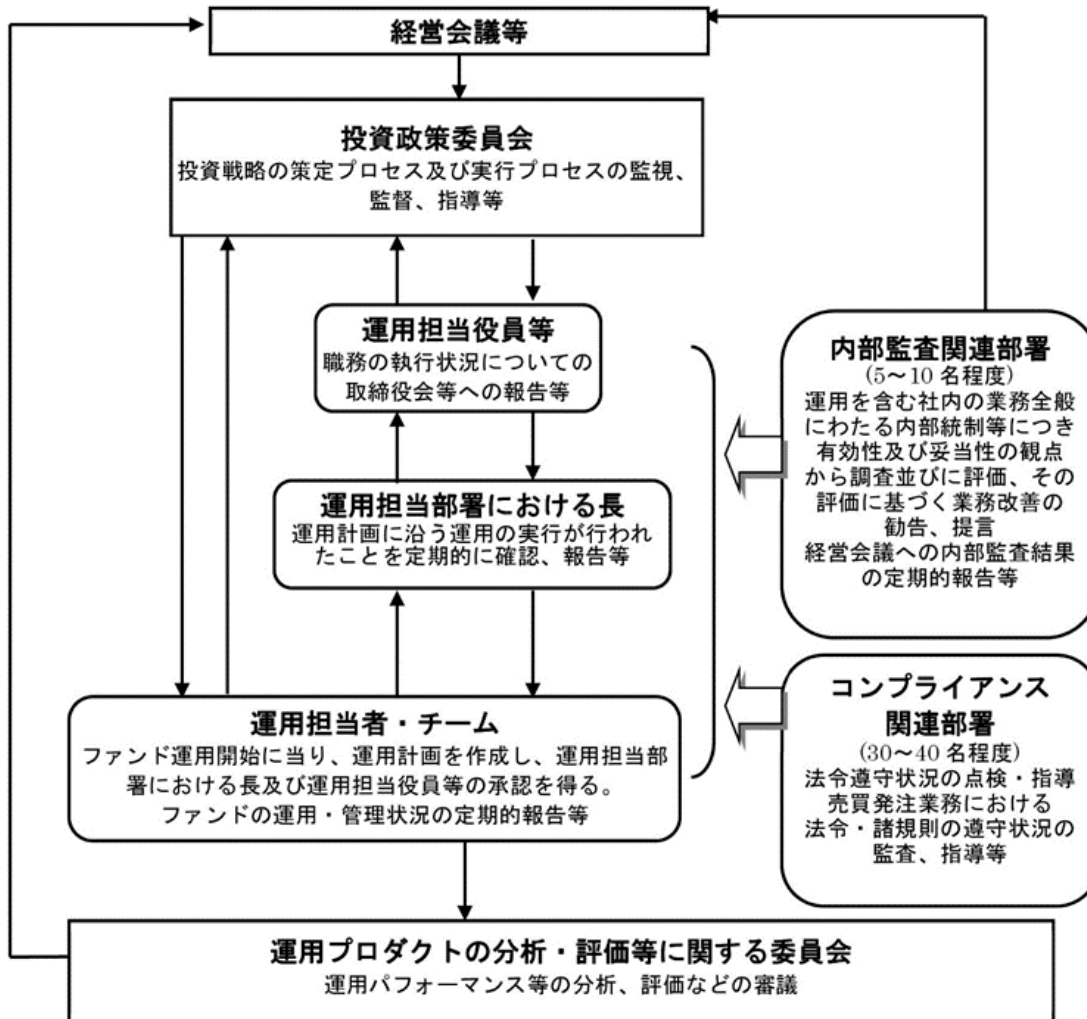 経営会議等
投資政策委員会
投資戦略の策定プロセス及び実行プロセスの監視、
監督、指導等
運用担当役員等
職務の執行状況についての
取締役会等への報告等
運用担当部署における長
運用計画に沿う運用の実行が行われ
たことを定期的に確認、報告等
運用担当者・チーム
ファンド運用開始に当り、運用計画を作成し、運用担当部
署における長及び運用担当役員等の承認を得る。
ファンドの運用・管理状況の定期的報告等
内部監査関連部署
(5～10 名程度)
運用を含む社内の業務全般
にわたる内部統制等につき
有効性及び妥当性の観点
から調査並びに評価、その
評価に基づく業務改善の
勧告、提言
経営会議への内部監査結果
の定期的報告等
コンプライアンス
関連部署
(30～40 名程度)
法令遵守状況の点検・指導
売買発注業務における
法令・諸規則の遵守状況の
監査、指導等
運用プロダクトの分析・評価等に関する委員会
運用パフォーマンス等の分析、評価などの審議